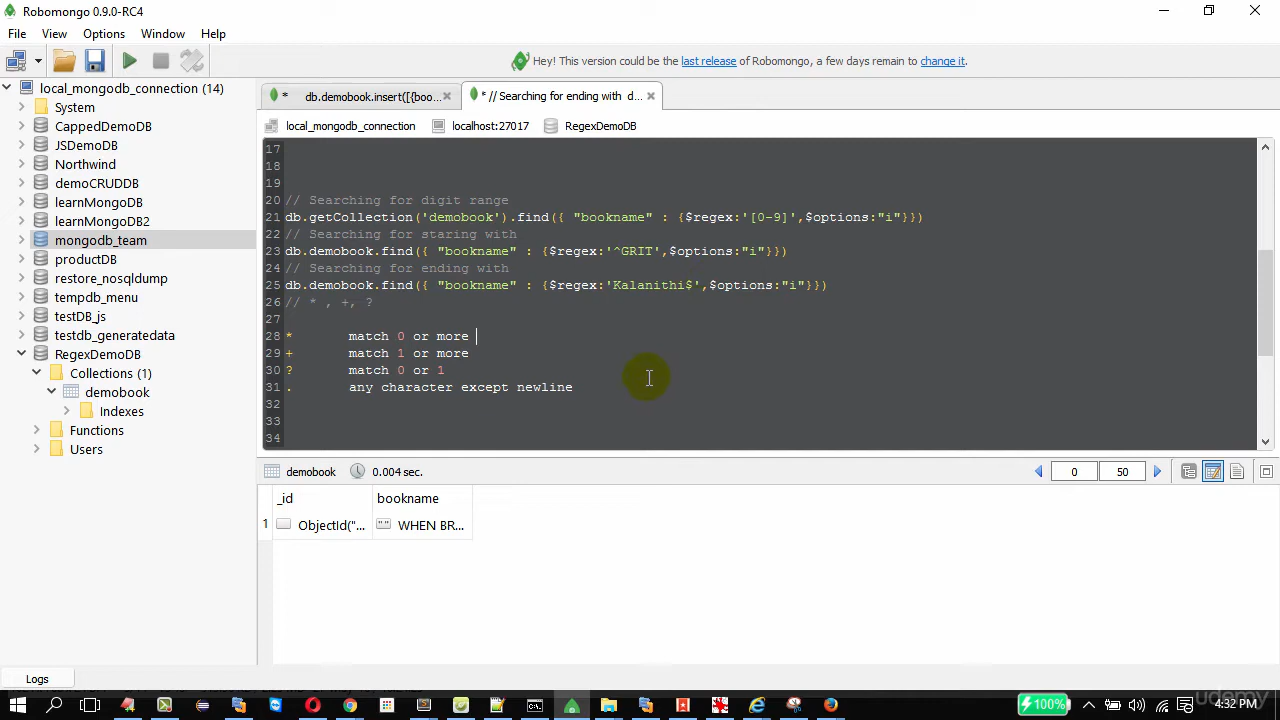 Robomongo 0.9.0-RC4
File View Options Window Help
Hey! This version could be the last release of Robomongo, a few days remain to change it.
local_mongodb_connection (14)
System
CappedDemoDB
JSDemoDB
Northwind
demoCRUDDB
learnMongoDB
learnMongoDB2
mongodb_team
productDB
restore_nosqldump
tempdb_menu
testDB_js
testdb_generatedata
RegexDemoDB
Collections (1)
demobook
Indexes
Functions
Users
* db.demobook.insert([{boo...
* // Searching for ending with d...
local_mongodb_connection localhost:27017 RegexDemoDB
17
18
19
20 // Searching for digit range
21 db.getCollection('demobook').find({ "bookname" : {$regex:'[0-9]',$options:"i"}})
22 // Searching for staring with
23 db.demobook.find({ "bookname" : {$regex:'^GRIT',$options:"i"}})
24 // Searching for ending with
25 db.demobook.find({ "bookname" : {$regex:'Kalanithi$',$options:"i"}})
26 // * , +, ?
27
28 * match 0 or more
29 + match 1 or more
30 ? match 0 or 1
31 . any character except newline
32
33
34
demobook 0.004 sec. 0 50
_id bookname
1 ObjectId("... "" WHEN BR...
Logs
100% 4:32 PM
udemy